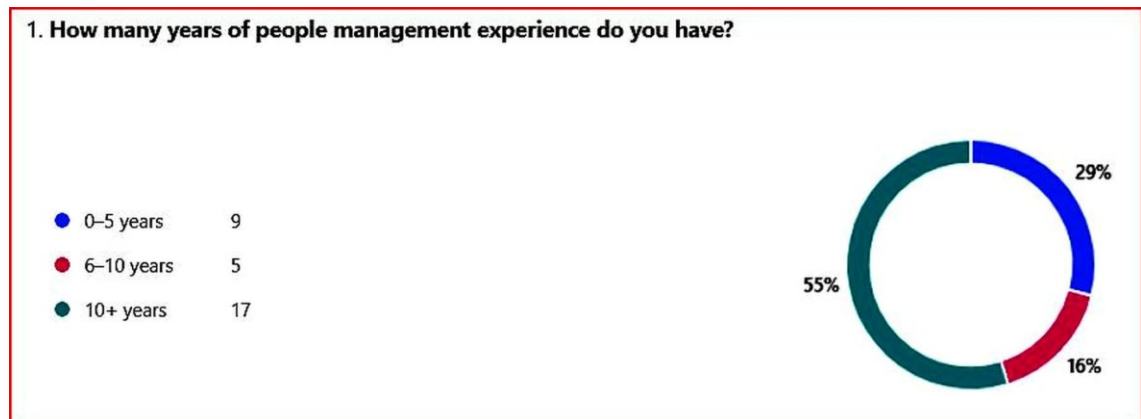 1. How many years of people management experience do you have?
0–5 years 9
6–10 years 5
10+ years 17
29%
55%
16%